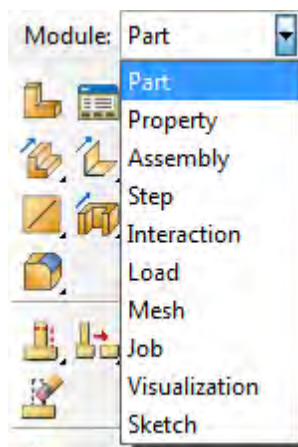 Module: Part
Part
Property
Assembly
Step
Interaction
Load
Mesh
Job
Visualization
Sketch